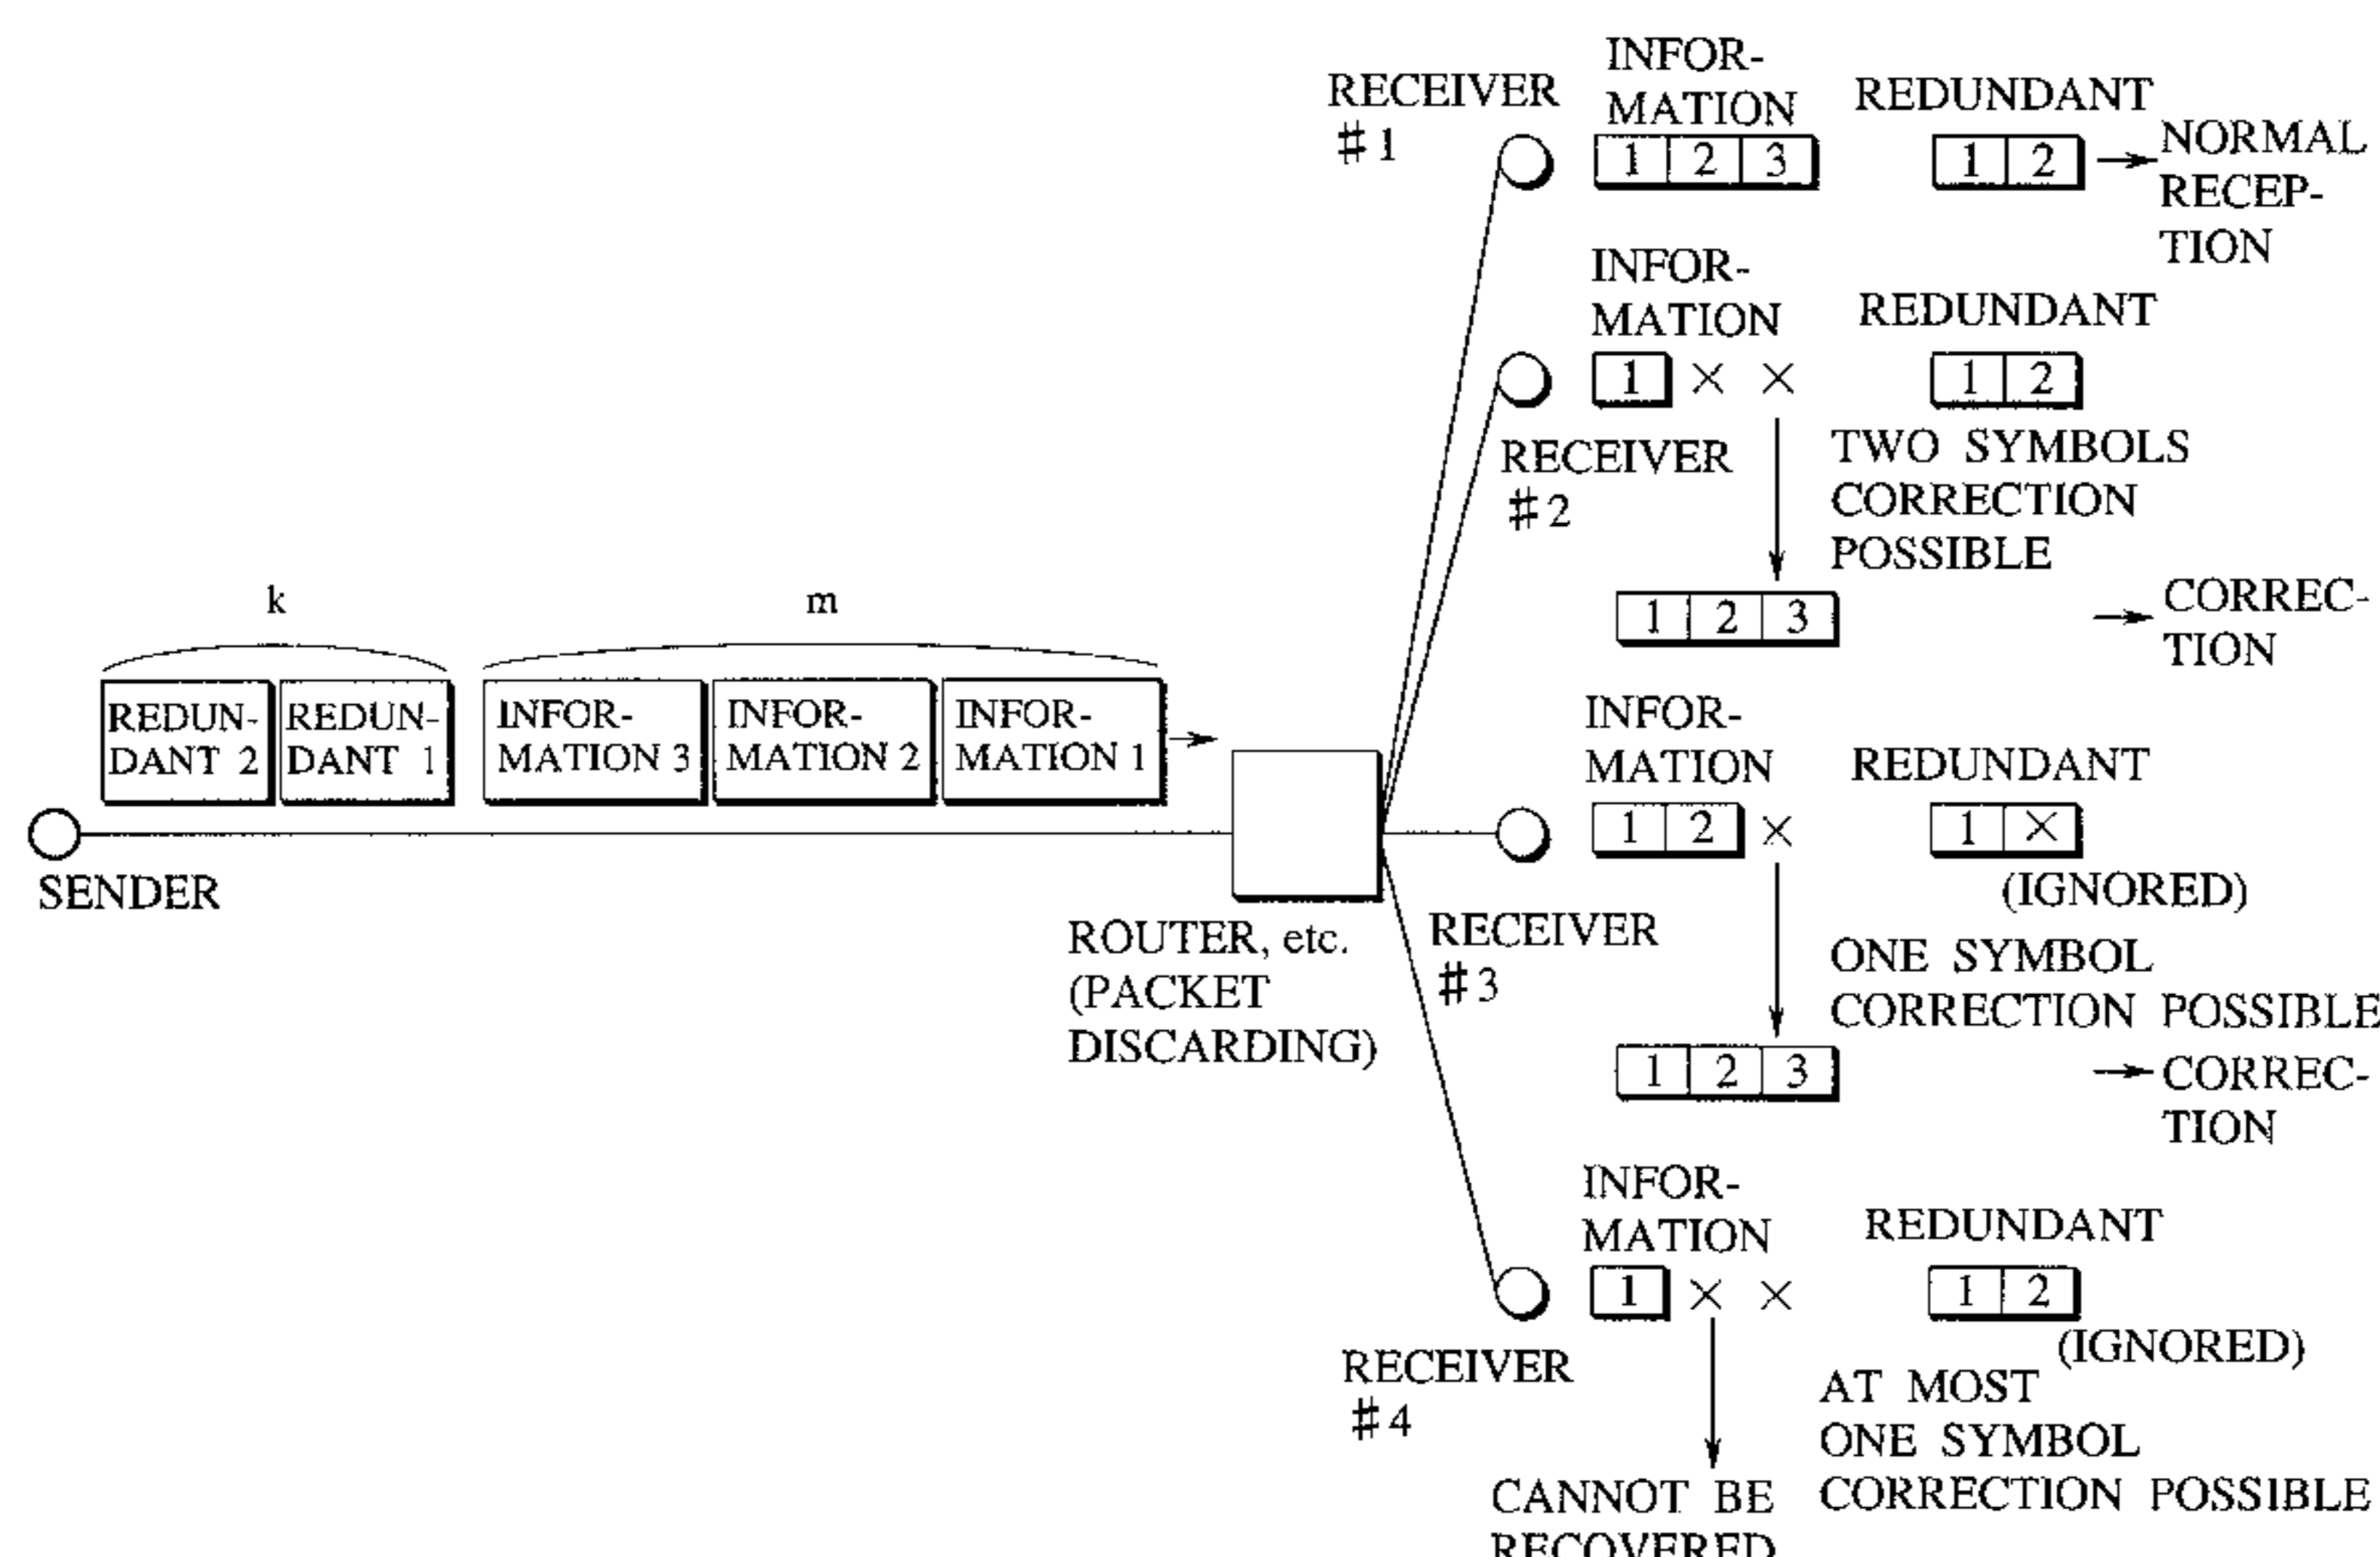 RECEIVER
#1
INFOR-
MATION
1 2 3
REDUNDANT
1 2
NORMAL
RECEP-
TION
INFOR-
MATION
1 × ×
REDUNDANT
1 2
RECEIVER
#2
TWO SYMBOLS
CORRECTION
POSSIBLE
1 2 3
CORREC-
TION
k
m
REDUN-
DANT 2
REDUN-
DANT 1
INFOR-
MATION 3
INFOR-
MATION 2
INFOR-
MATION 1
SENDER
ROUTER, etc.
(PACKET
DISCARDING)
RECEIVER
#3
INFOR-
MATION
1 2 ×
REDUNDANT
1 ×
(IGNORED)
ONE SYMBOL
CORRECTION POSSIBLE
1 2 3
CORREC-
TION
INFOR-
MATION
1 × ×
REDUNDANT
1 2
(IGNORED)
RECEIVER
#4
AT MOST
ONE SYMBOL
CORRECTION POSSIBLE
CANNOT BE
RECOVERED